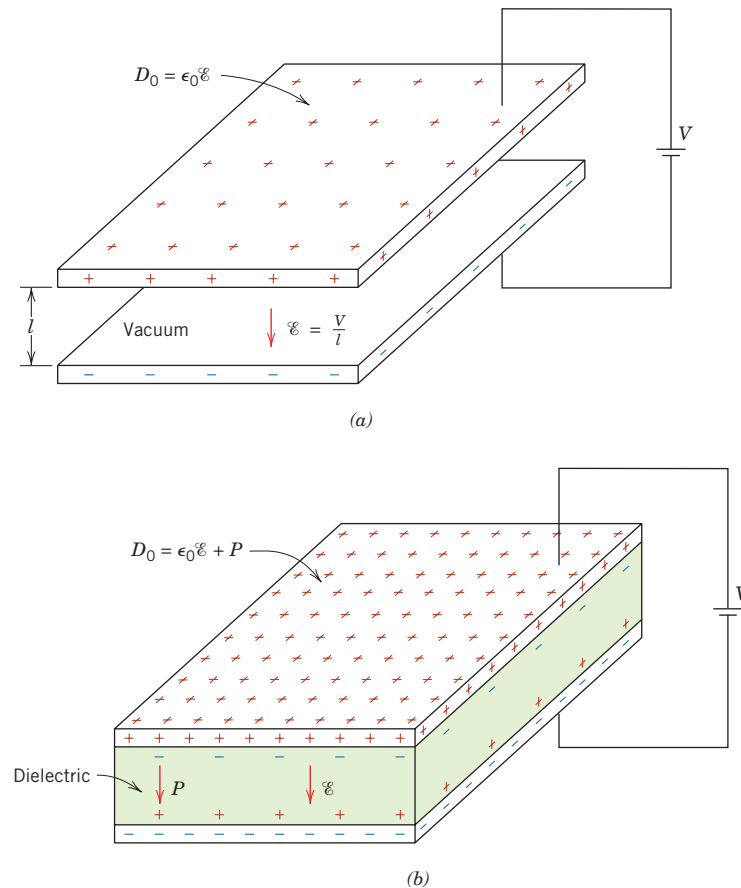 D₀ = ϵ₀ℰ
V
l
Vacuum
ℰ = V/l
(a)
D₀ = ϵ₀ℰ + P
V
Dielectric
P
ℰ
(b)